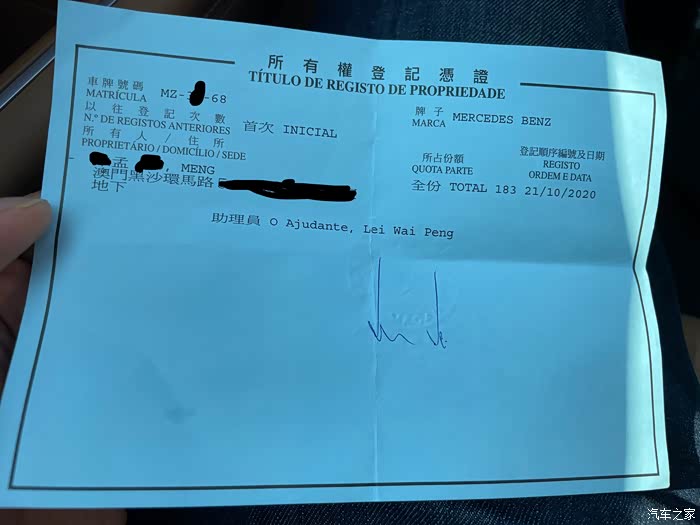 所有權登記憑證
TÍTULO DE REGISTO DE PROPRIEDADE
車牌號碼
MATRÍCULA MZ- -68
牌子
MARCA MERCEDES BENZ
以往登記次數
N.º DE REGISTOS ANTERIORES 首次 INICIAL
所有人/住所
PROPRIETÁRIO / DOMICÍLIO / SEDE
所占份額
QUOTA PARTE
登記順序編號及日期
REGISTO
ORDEM E DATA
孟 , MENG
全份 TOTAL 183 21/10/2020
澳門黑沙環馬路
地下
助理員 O Ajudante, Lei Wai Peng
汽车之家